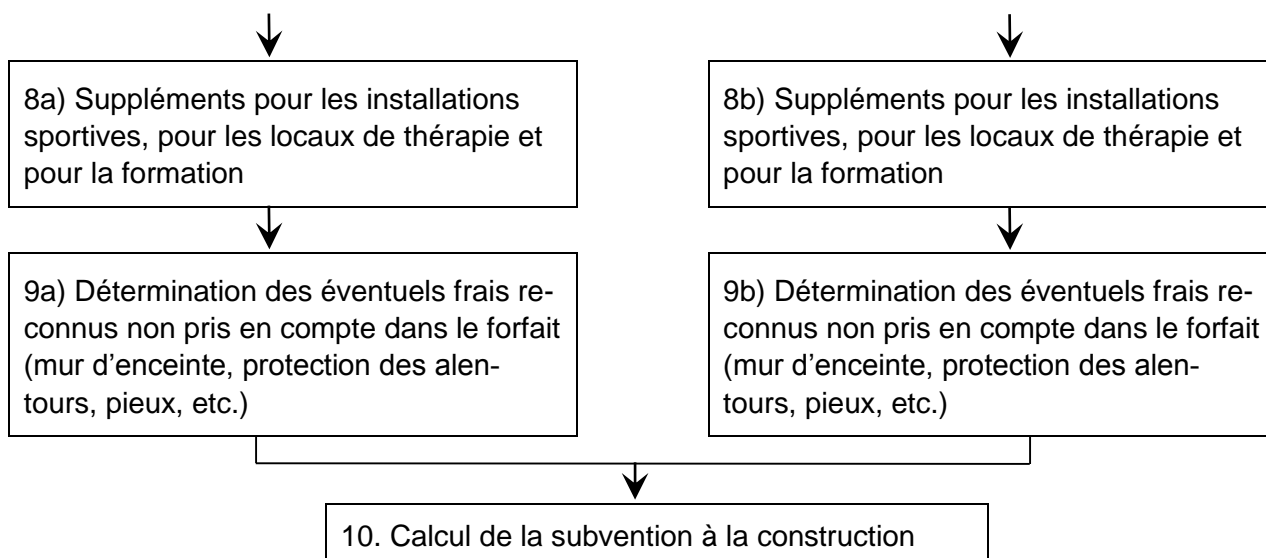 8a) Suppléments pour les installations
sportives, pour les locaux de thérapie et
pour la formation
8b) Suppléments pour les installations
sportives, pour les locaux de thérapie et
pour la formation
9a) Détermination des éventuels frais re-
connus non pris en compte dans le forfait
(mur d'enceinte, protection des alen-
tours, pieux, etc.)
9b) Détermination des éventuels frais re-
connus non pris en compte dans le forfait
(mur d'enceinte, protection des alen-
tours, pieux, etc.)
10. Calcul de la subvention à la construction